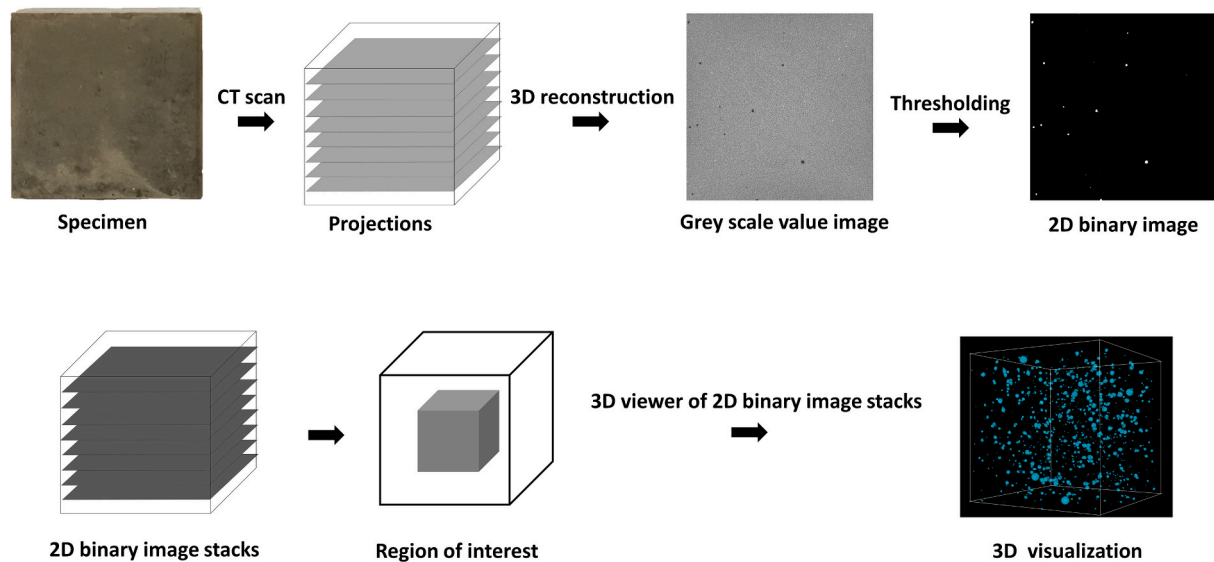 CT scan
3D reconstruction
Thresholding
Specimen
Projections
Grey scale value image
2D binary image
3D viewer of 2D binary image stacks
2D binary image stacks
Region of interest
3D visualization